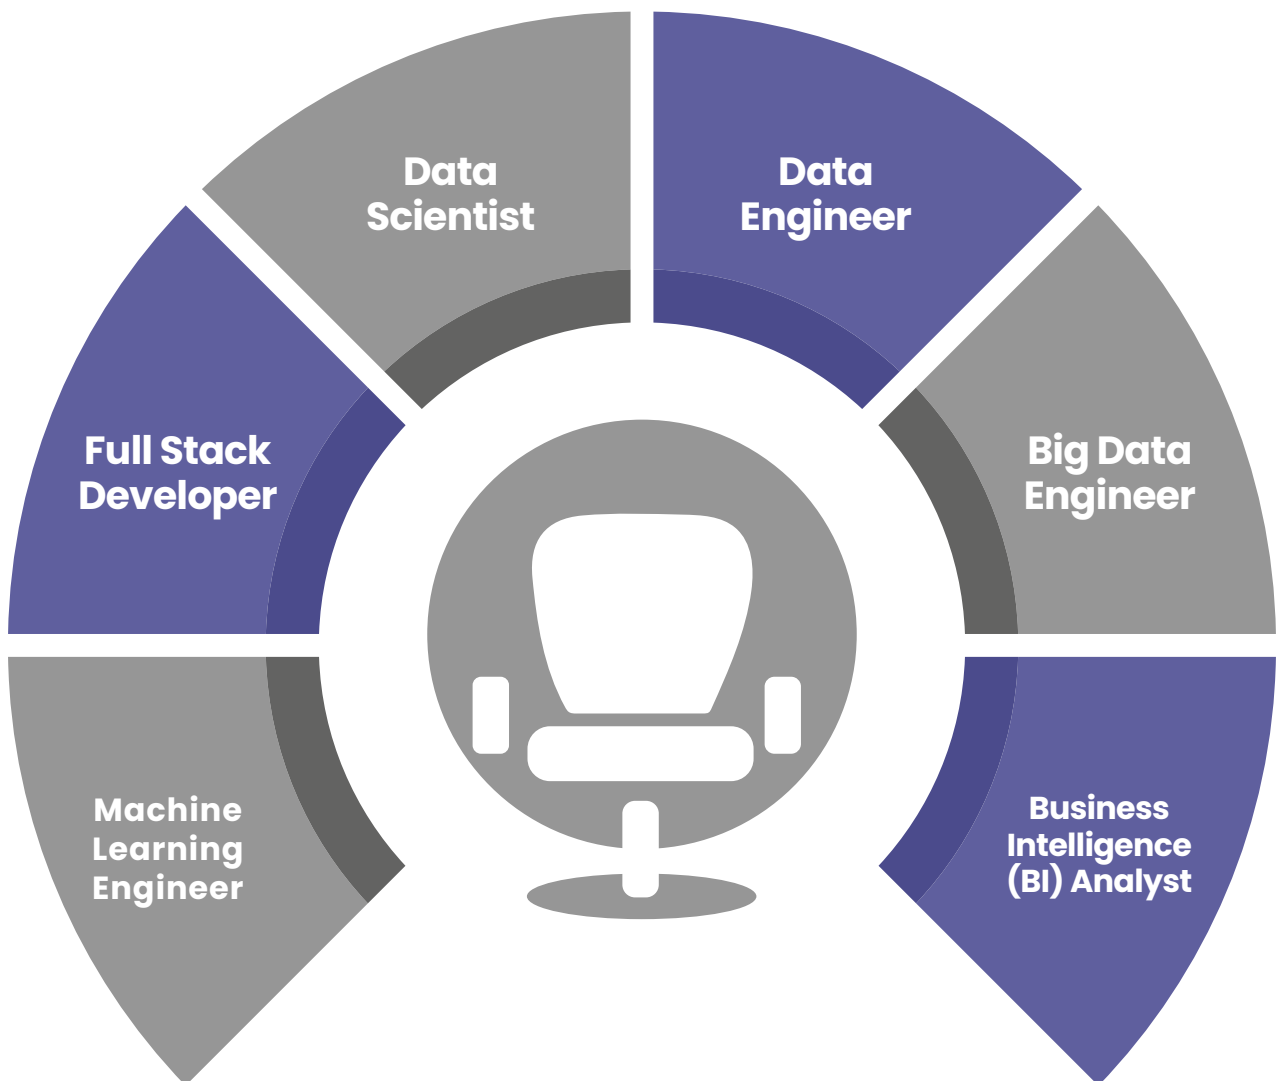 Data
Scientist
Data
Engineer
Full Stack
Developer
Big Data
Engineer
Machine
Learning
Engineer
Business
Intelligence
(BI) Analyst